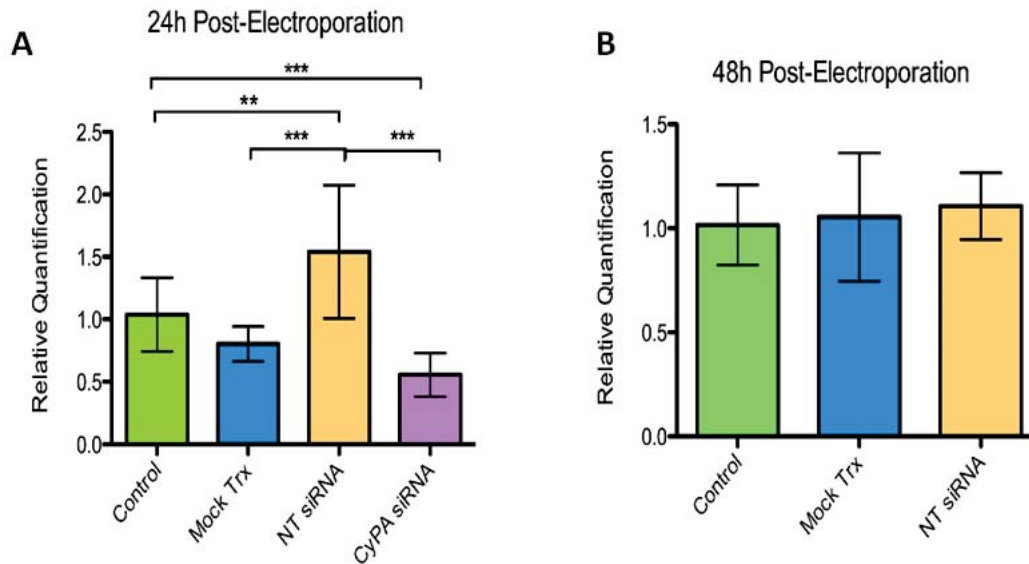 A
24h Post-Electroporation
***
**
***
***
Relative Quantification
2.5
2.0
1.5
1.0
0.5
0.0
Control
Mock Trx
NT siRNA
CyPA siRNA
B
48h Post-Electroporation
Relative Quantification
1.5
1.0
0.5
0.0
Control
Mock Trx
NT siRNA